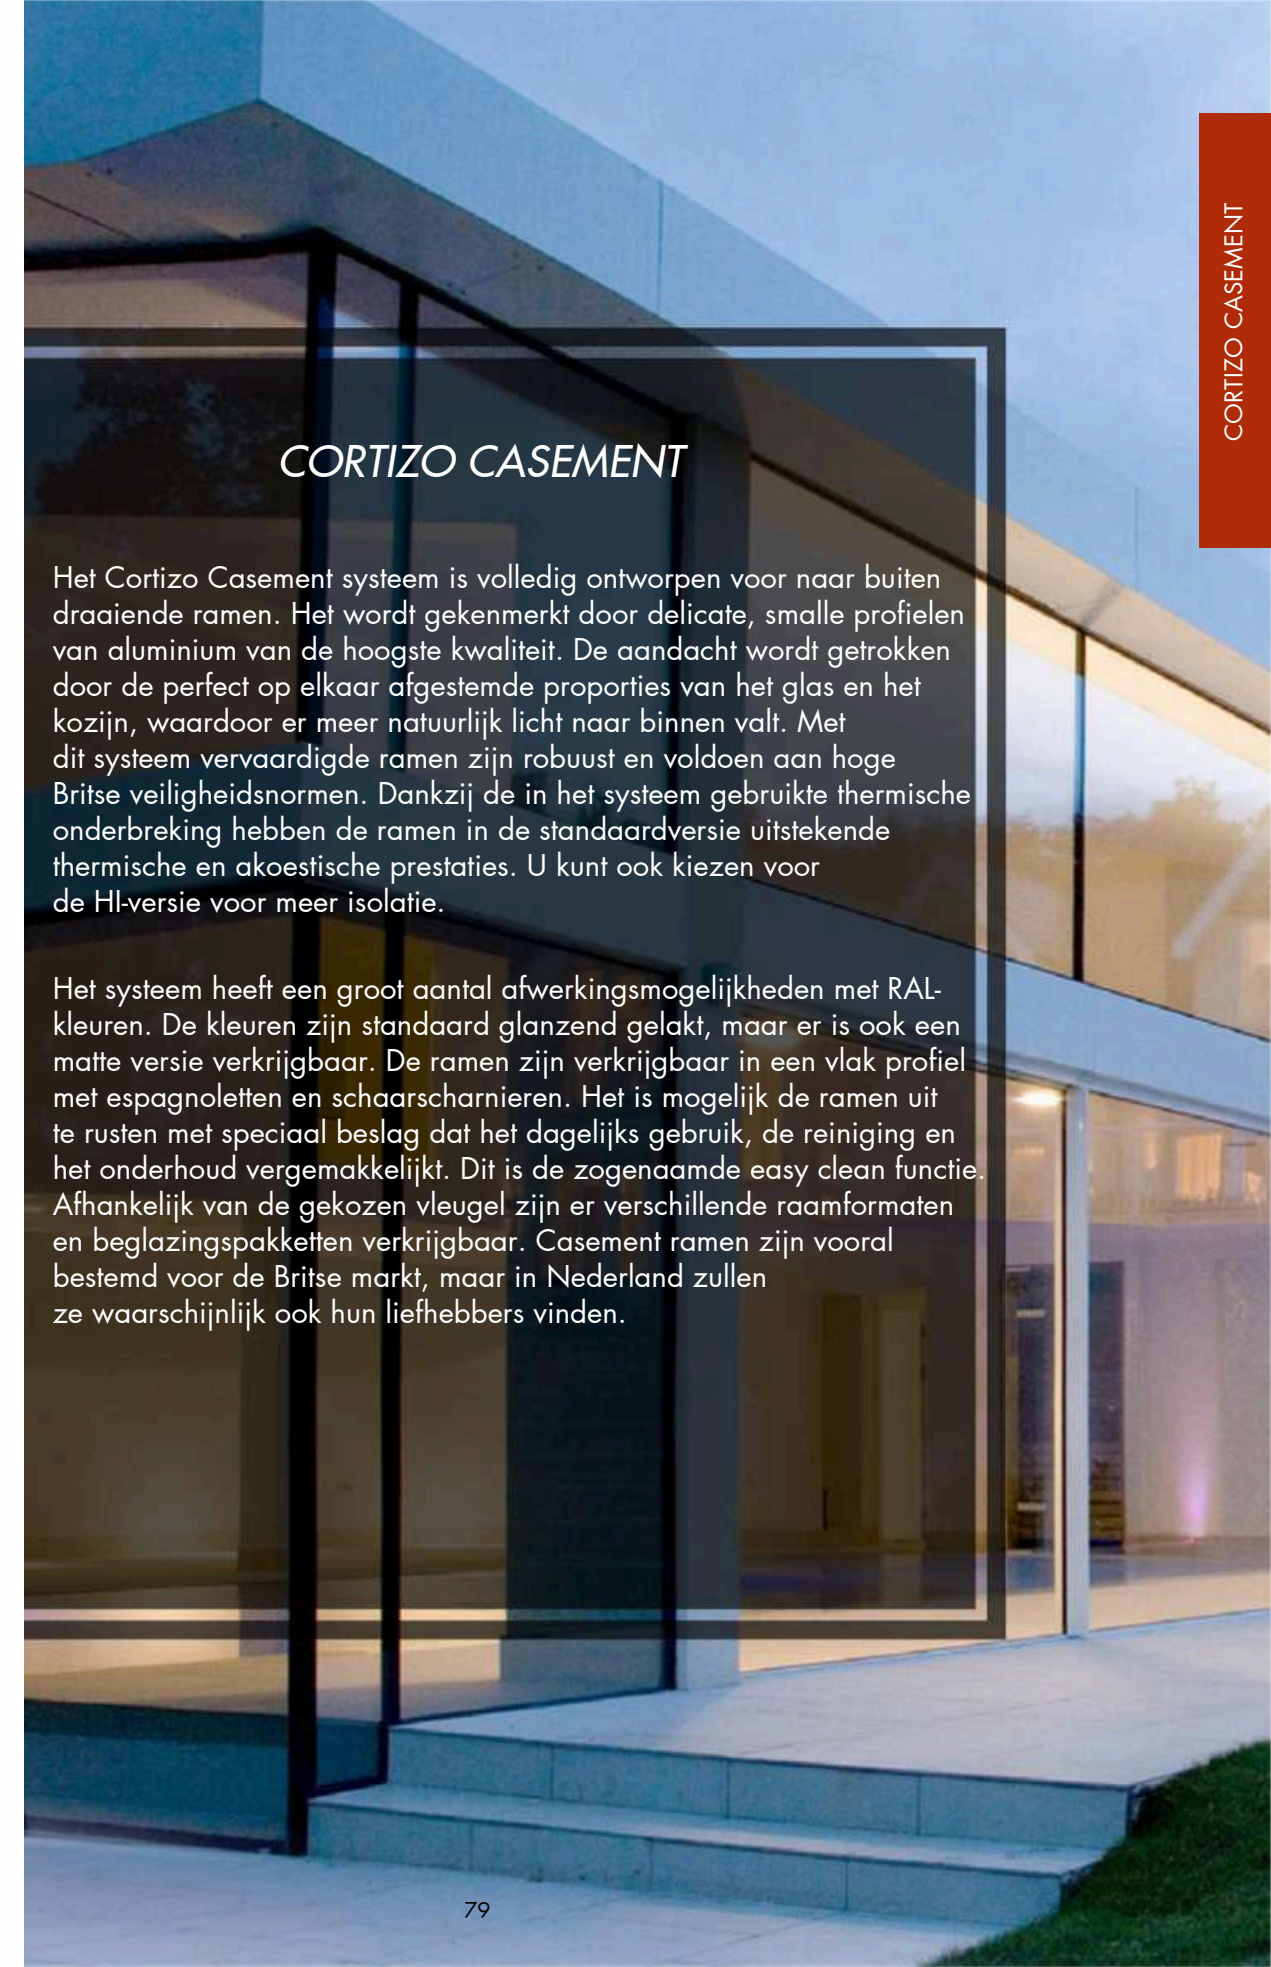 CORTIZO CASEMENT
CORTIZO CASEMENT
Het Cortizo Casement systeem is volledig ontworpen voor naar buiten
draaiende ramen. Het wordt gekenmerkt door delicate, smalle profielen
van aluminium van de hoogste kwaliteit. De aandacht wordt getrokken
door de perfect op elkaar afgestemde proporties van het glas en het
kozijn, waardoor er meer natuurlijk licht naar binnen valt. Met
dit systeem vervaardigde ramen zijn robuust en voldoen aan hoge
Britse veiligheidsnormen. Dankzij de in het systeem gebruikte thermische
onderbreking hebben de ramen in de standaardversie uitstekende
thermische en akoestische prestaties. U kunt ook kiezen voor
de HI-versie voor meer isolatie.
Het systeem heeft een groot aantal afwerkingsmogelijkheden met RAL-
kleuren. De kleuren zijn standaard glanzend gelakt, maar er is ook een
matte versie verkrijgbaar. De ramen zijn verkrijgbaar in een vlak profiel
met espagnoletten en schaarscharnieren. Het is mogelijk de ramen uit
te rusten met speciaal beslag dat het dagelijks gebruik, de reiniging en
het onderhoud vergemakkelijkt. Dit is de zogenaamde easy clean functie.
Afhankelijk van de gekozen vleugel zijn er verschillende raamformaten
en beglazingspakketten verkrijgbaar. Casement ramen zijn vooral
bestemd voor de Britse markt, maar in Nederland zullen
ze waarschijnlijk ook hun liefhebbers vinden.
79